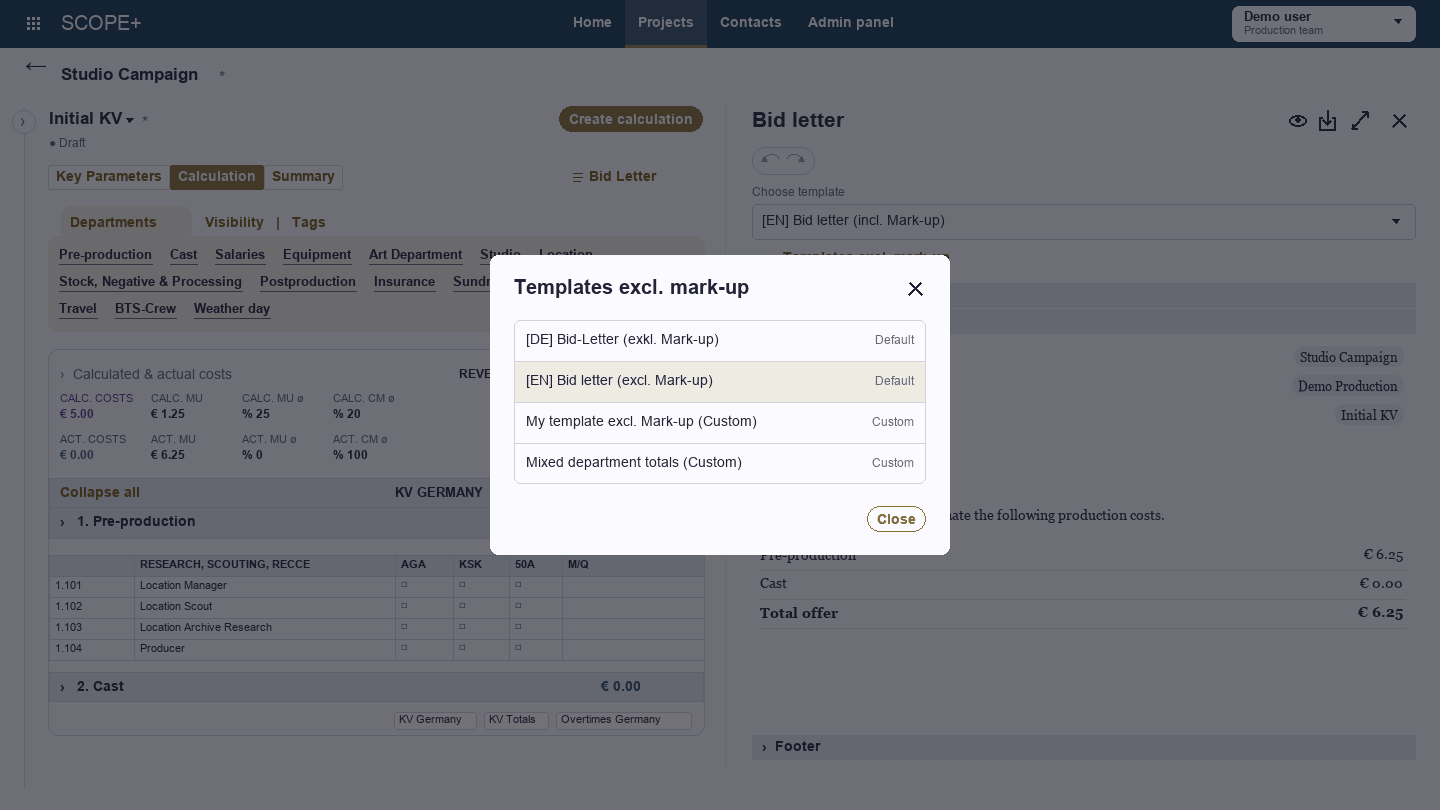 SCOPE+
Home Projects Contacts Admin panel
Demo user
Production team
Studio Campaign *
Initial KV *
Create calculation
Draft
Key Parameters Calculation Summary
Bid Letter
Departments Visibility | Tags
Pre-production Cast Salaries Equipment Art Department Studio Location
Stock, Negative & Processing Postproduction Insurance
Travel BTS-Crew Weather day
Calculated & actual costs
CALC. COSTS CALC. MU CALC. MU ø CALC. CM ø
€ 5.00 € 1.25 % 25 % 20
ACT. COSTS ACT. MU ACT. MU ø ACT. CM ø
€ 0.00 € 6.25 % 0 % 100
Collapse all KV GERMANY
1. Pre-production
RESEARCH, SCOUTING, RECCE AGA KSK 50A M/Q
1.101 Location Manager
1.102 Location Scout
1.103 Location Archive Research
1.104 Producer
2. Cast € 0.00
KV Germany KV Totals Overtimes Germany
Bid letter
Choose template
[EN] Bid letter (incl. Mark-up)
Templates excl. mark-up
Studio Campaign
Demo Production
Initial KV
the following production costs.
Pre-production € 6.25
Cast € 0.00
Total offer € 6.25
Footer
Templates excl. mark-up
[DE] Bid-Letter (exkl. Mark-up) Default
[EN] Bid letter (excl. Mark-up) Default
My template excl. Mark-up (Custom) Custom
Mixed department totals (Custom) Custom
Close